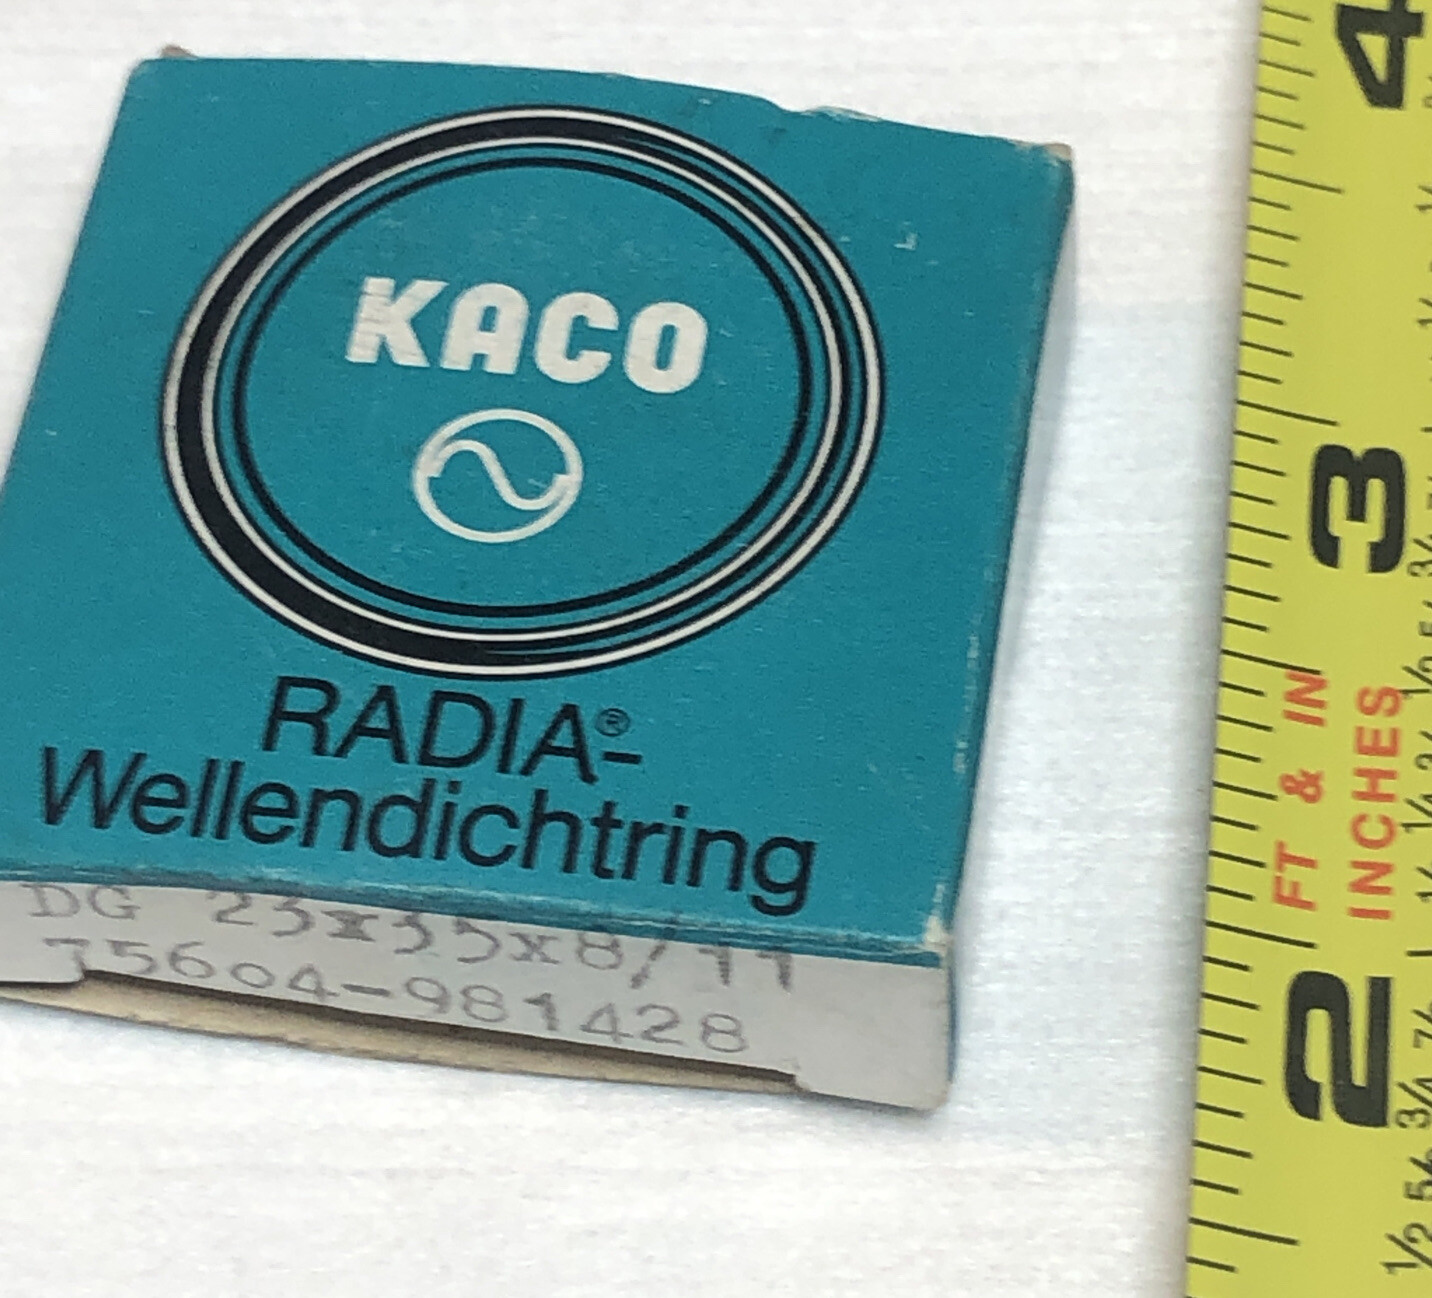 KACO
RADIA®-
Wellendichtring
DG 23x35x8/11
75604-981428
4
3
2
FT & IN
INCHES